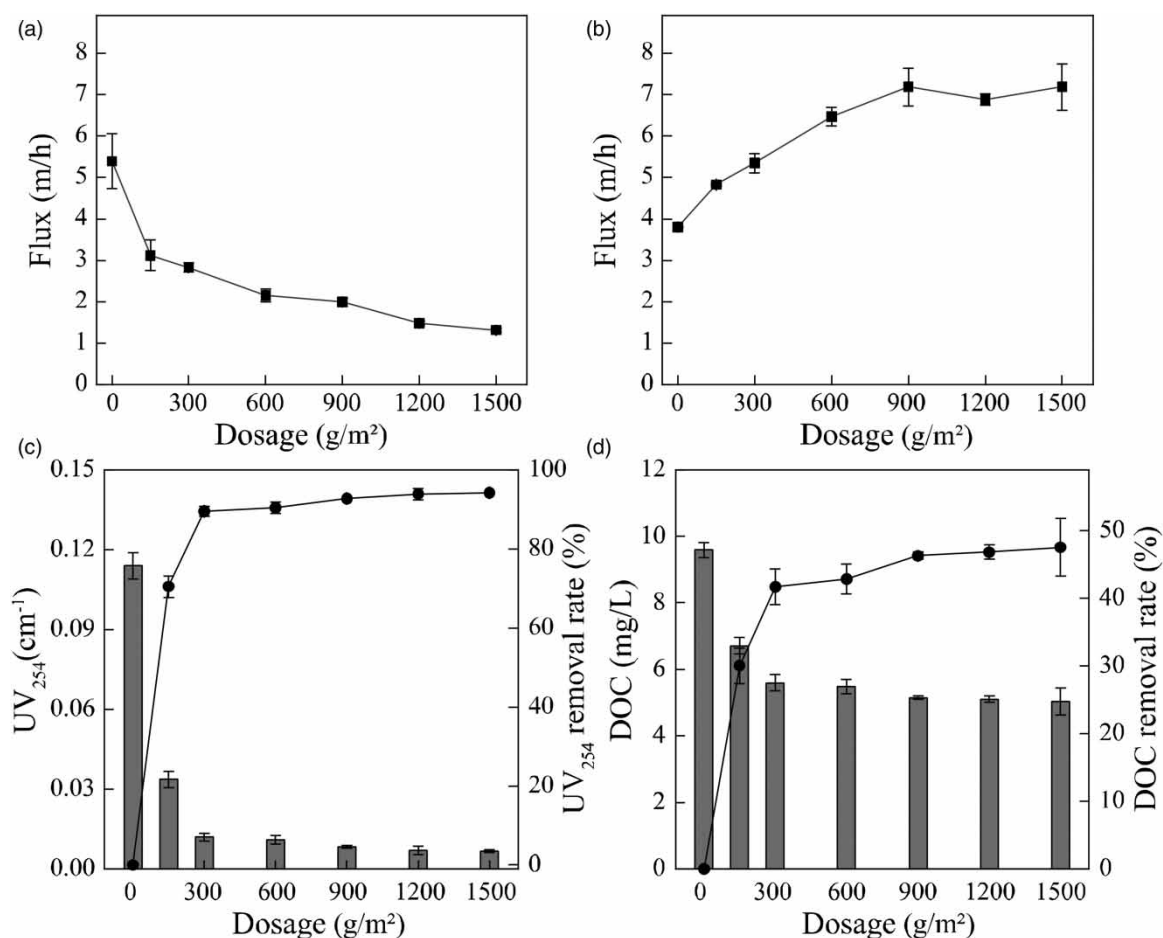 (a)
8
7
6
5
4
3
2
1
0
Flux (m/h)
0 300 600 900 1200 1500
Dosage (g/m²)
(b)
8
7
6
5
4
3
2
1
0
Flux (m/h)
0 300 600 900 1200 1500
Dosage (g/m²)
(c)
0.15
0.12
0.09
0.06
0.03
0.00
UV₂₅₄(cm⁻¹)
100
80
60
40
20
0
UV₂₅₄ removal rate (%)
0 300 600 900 1200 1500
Dosage (g/m²)
(d)
12
10
8
6
4
2
0
DOC (mg/L)
50
40
30
20
10
0
DOC removal rate (%)
0 300 600 900 1200 1500
Dosage (g/m²)